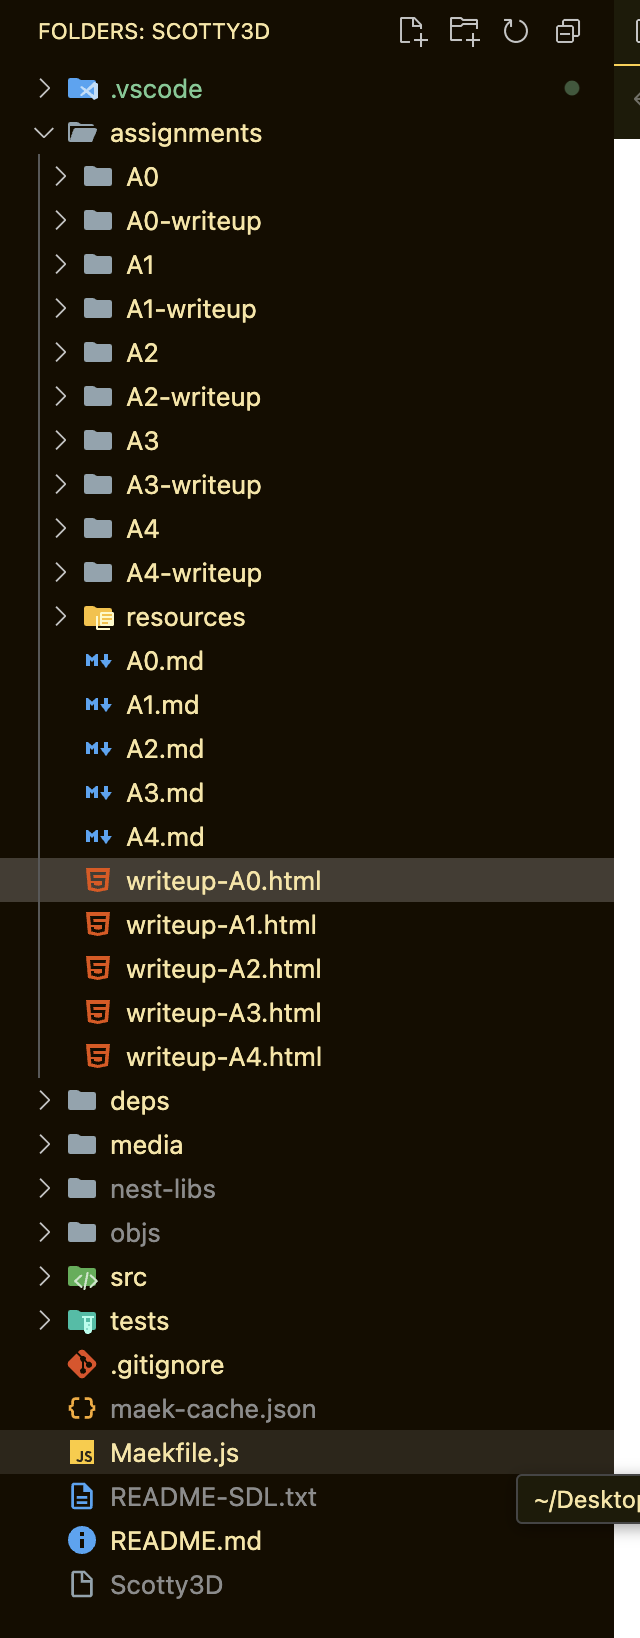 FOLDERS: SCOTTY3D
.vscode
assignments
A0
A0-writeup
A1
A1-writeup
A2
A2-writeup
A3
A3-writeup
A4
A4-writeup
resources
A0.md
A1.md
A2.md
A3.md
A4.md
writeup-A0.html
writeup-A1.html
writeup-A2.html
writeup-A3.html
writeup-A4.html
deps
media
nest-libs
objs
src
tests
.gitignore
maek-cache.json
Maekfile.js
README-SDL.txt
~/Desktop
README.md
Scotty3D